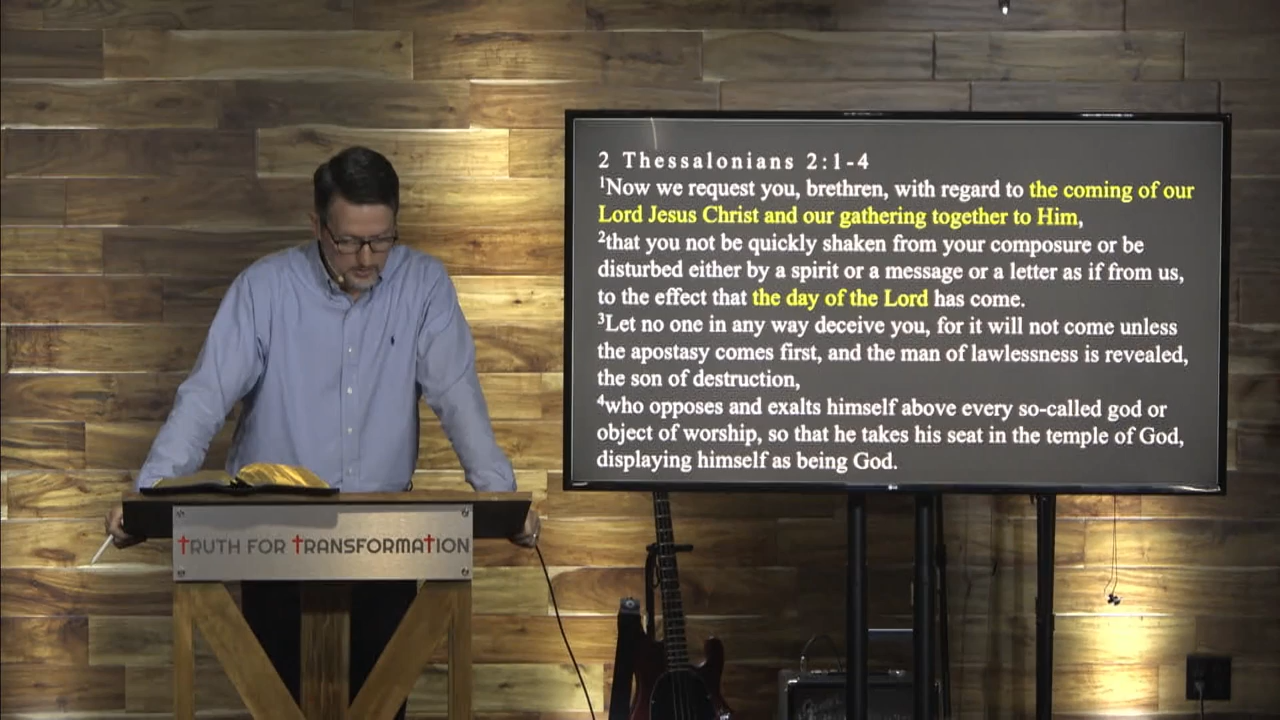 2 Thessalonians 2:1-4
¹Now we request you, brethren, with regard to the coming of our
Lord Jesus Christ and our gathering together to Him,
²that you not be quickly shaken from your composure or be
disturbed either by a spirit or a message or a letter as if from us,
to the effect that the day of the Lord has come.
³Let no one in any way deceive you, for it will not come unless
the apostasy comes first, and the man of lawlessness is revealed,
the son of destruction,
⁴who opposes and exalts himself above every so-called god or
object of worship, so that he takes his seat in the temple of God,
displaying himself as being God.
TRUTH FOR TRANSFORMATION